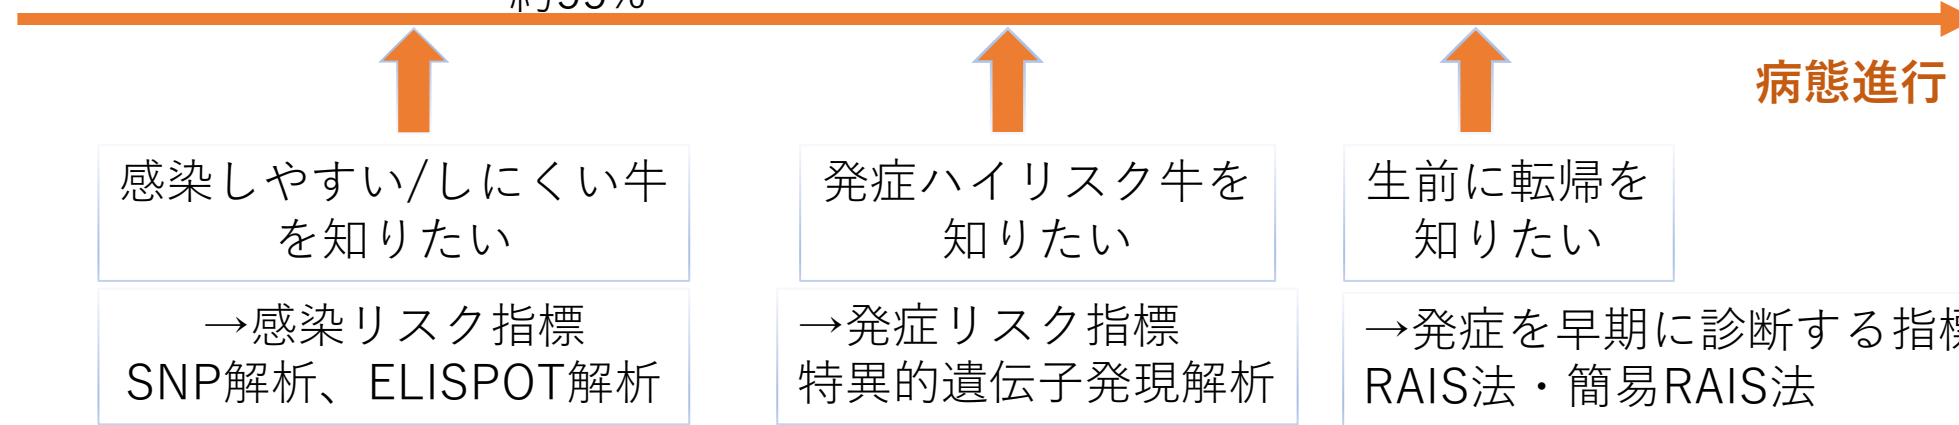 病態進行
感染しやすい/しにくい牛
を知りたい
発症ハイリスク牛を
知りたい
生前に転帰を
知りたい
→感染リスク指標
SNP解析、ELISPOT解析
→発症リスク指標
特異的遺伝子発現解析
→発症を早期に診断する指標
RAIS法・簡易RAIS法